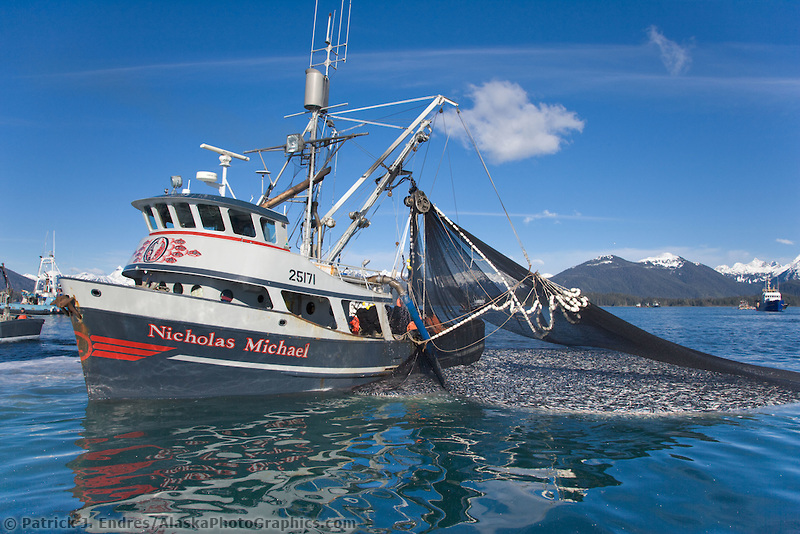 25171
Nicholas Michael
© Patrick J. Endres/AlaskaPhotoGraphics.com